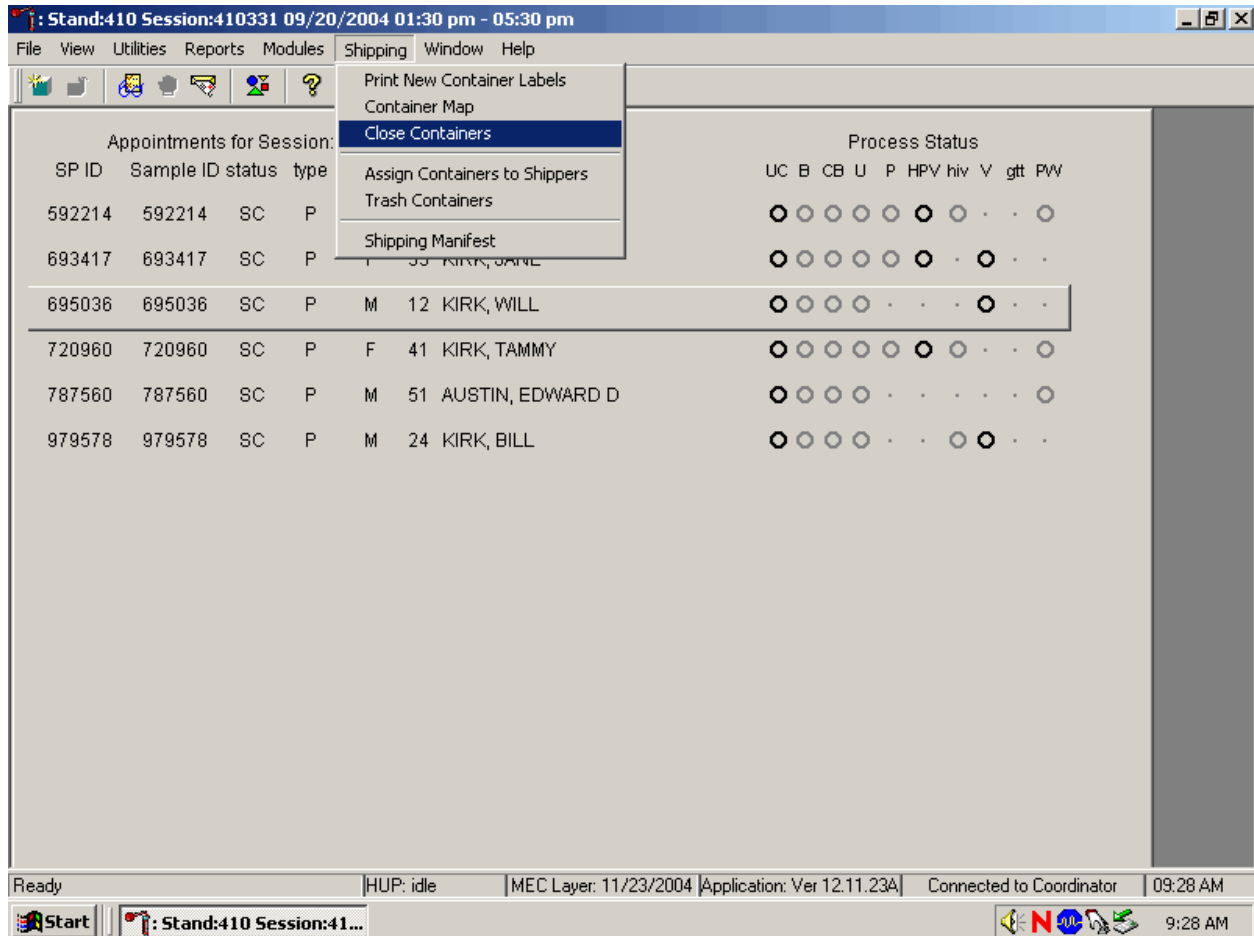 : Stand:410 Session:410331 09/20/2004 01:30 pm - 05:30 pm
File View Utilities Reports Modules Shipping Window Help
Print New Container Labels
Container Map
Close Containers
Assign Containers to Shippers
Trash Containers
Shipping Manifest
Appointments for Session:
Process Status
SP ID Sample ID status type
UC B CB U P HPV hiv V gtt PW
592214 592214 SC P
693417 693417 SC P F 33 KIRK, JANE
695036 695036 SC P M 12 KIRK, WILL
720960 720960 SC P F 41 KIRK, TAMMY
787560 787560 SC P M 51 AUSTIN, EDWARD D
979578 979578 SC P M 24 KIRK, BILL
Ready HUP: idle MEC Layer: 11/23/2004 Application: Ver 12.11.23A Connected to Coordinator 09:28 AM
Start : Stand:410 Session:41... N 9:28 AM